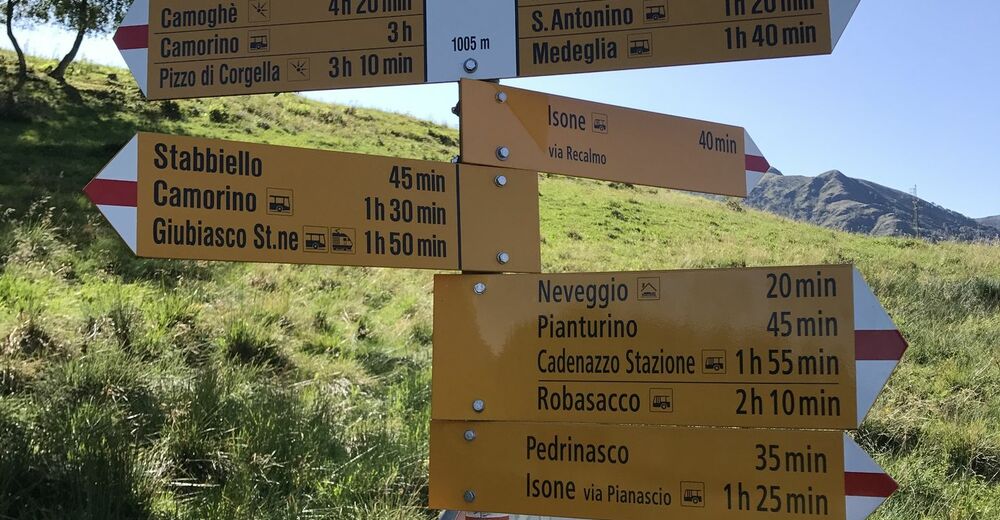 Camoghè 4h 20 min
Camorino 3h
Pizzo di Corgella 3h 10 min
1005 m
S.Antonino 1h 20 min
Medeglia 1h 40 min
Isone 40 min
via Recalmo
Stabbiello 45 min
Camorino 1h 30 min
Giubiasco St.ne 1h 50 min
Neveggio 20 min
Pianturino 45 min
Cadenazzo Stazione 1h 55 min
Robasacco 2h 10 min
Pedrinasco 35 min
Isone via Pianascio 1h 25 min